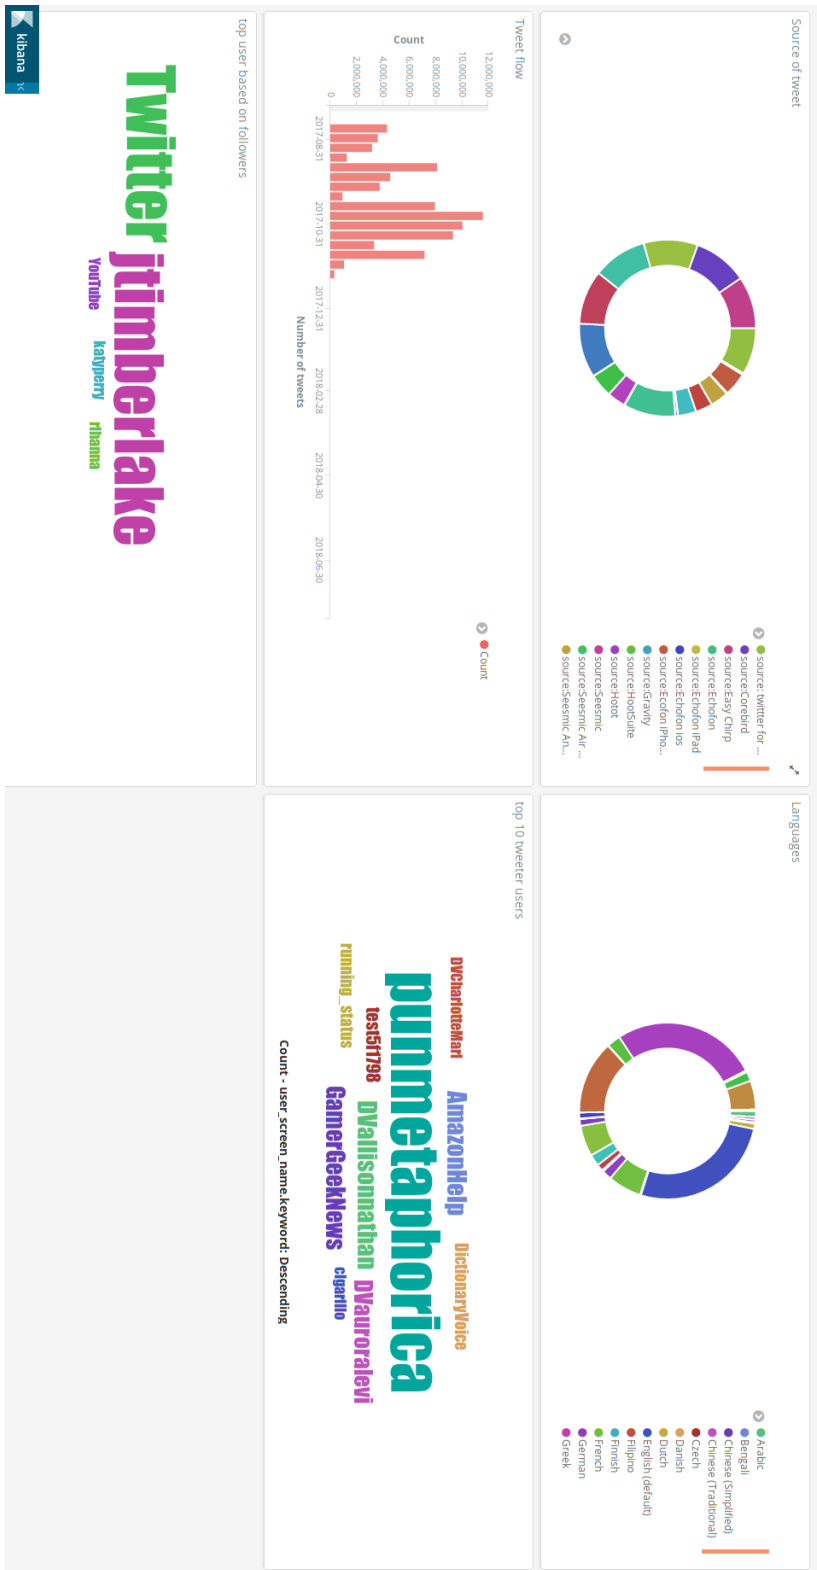 Source of tweet
source: twittter for ...
source:Corebird
source:Easy Chirp
source:Echofon
source:Echofon iPad
source:Echofon ios
source:Ecofon iPho...
source:Gravity
source:HootSuite
source:Hotot
source:Seesmic
source:Seesmic Air ...
source:Seesmic An...
Languages
Arabic
Bengali
Chinese (Simplified)
Chinese (Traditional)
Czech
Danish
Dutch
English (default)
Filipino
Finnish
French
German
Greek
Tweet flow
Count
12,000,000
10,000,000
8,000,000
6,000,000
4,000,000
2,000,000
0
2017-08-31
2017-10-31
2017-12-31
2018-02-28
2018-04-30
2018-06-30
Number of tweets
Count
top 10 tweeter users
DVCharlotteMarl
AmazonHelp
DictionaryVoice
punmetaphorica
test5f1798
DVallisonnathan
DVauroralevi
running_status
GamerGeekNews
cigarillo
Count - user_screen_name.keyword: Descending
top user based on followers
Twitter
jtimberlake
YouTube
katyperry
rihanna
kibana